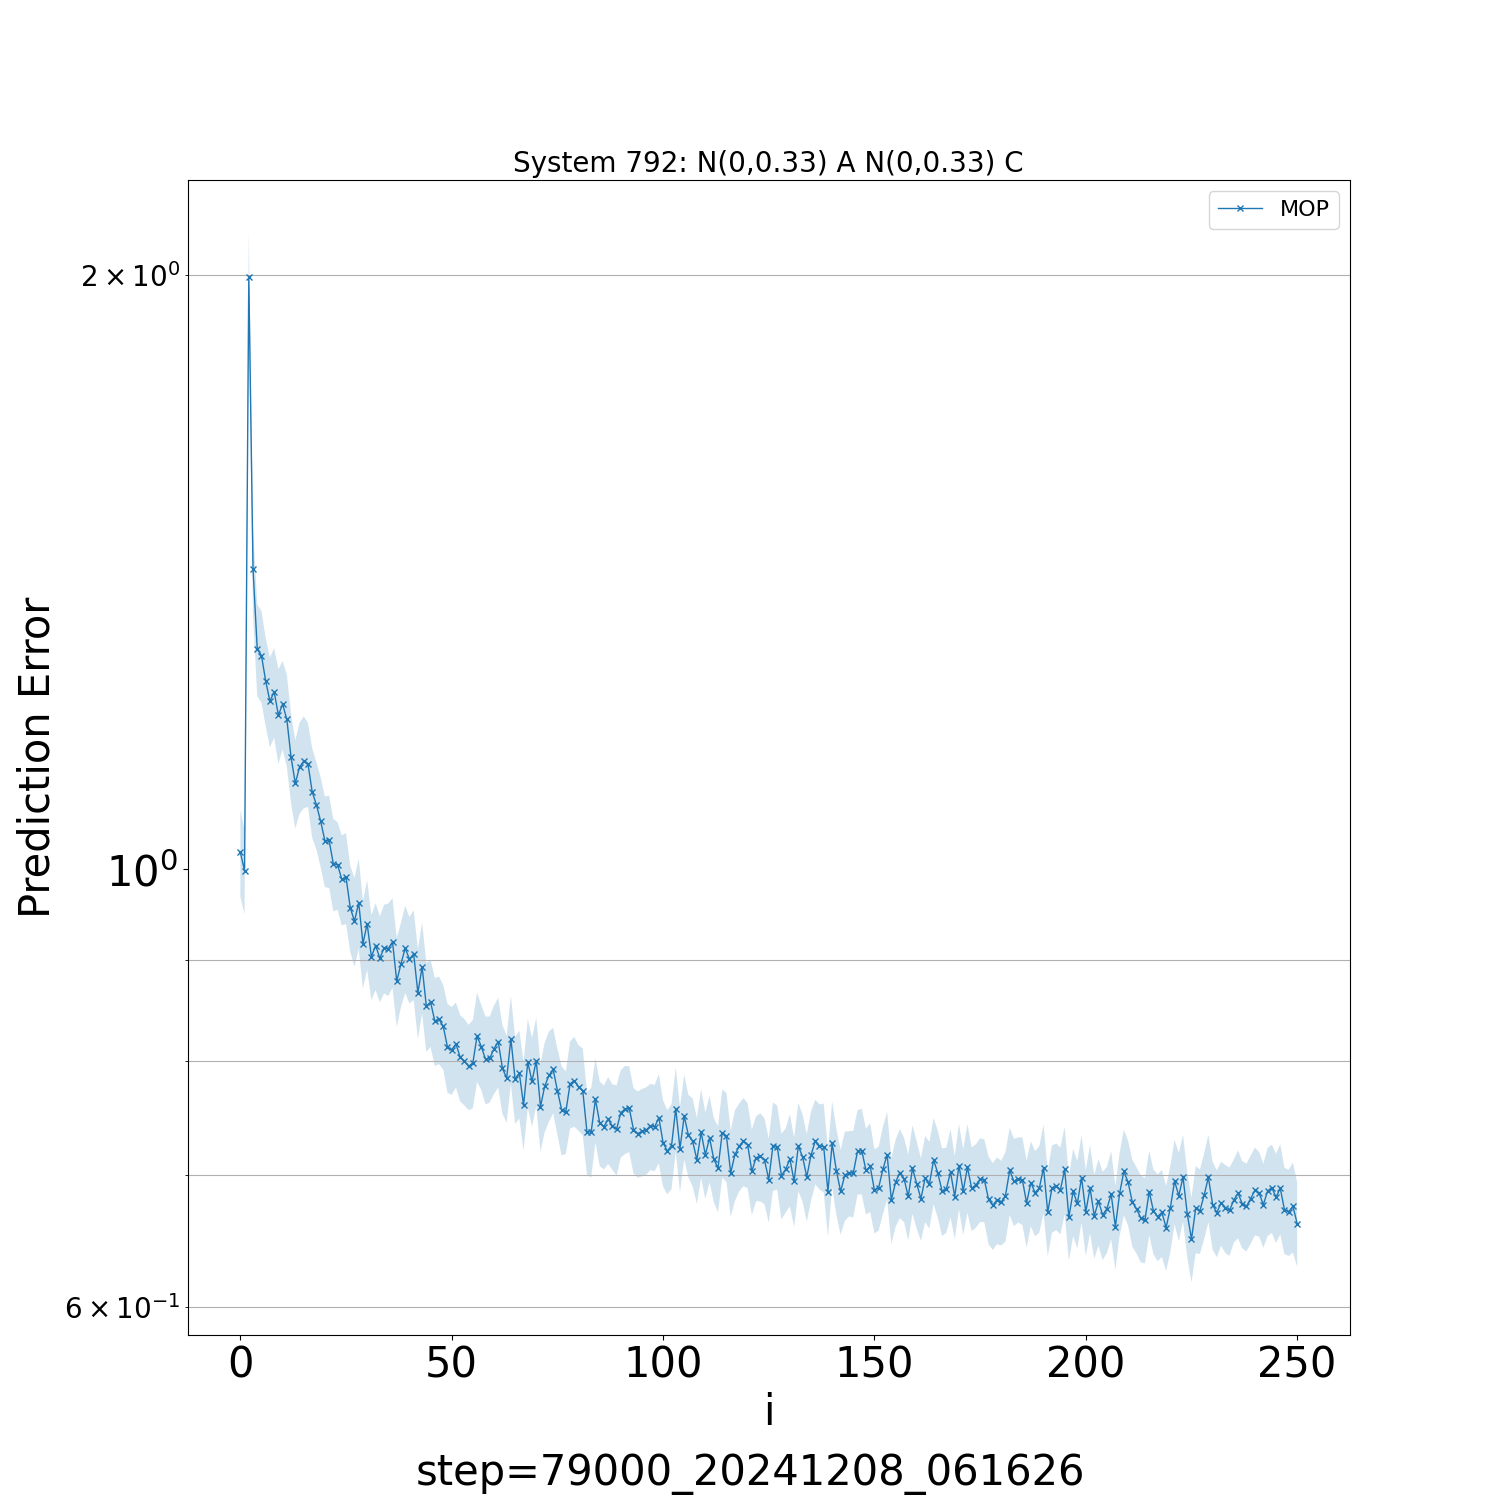 System 792: N(0,0.33) A N(0,0.33) C
MOP
2 × 10⁰
10⁰
6 × 10⁻¹
Prediction Error
0 50 100 150 200 250
i
step=79000_20241208_061626